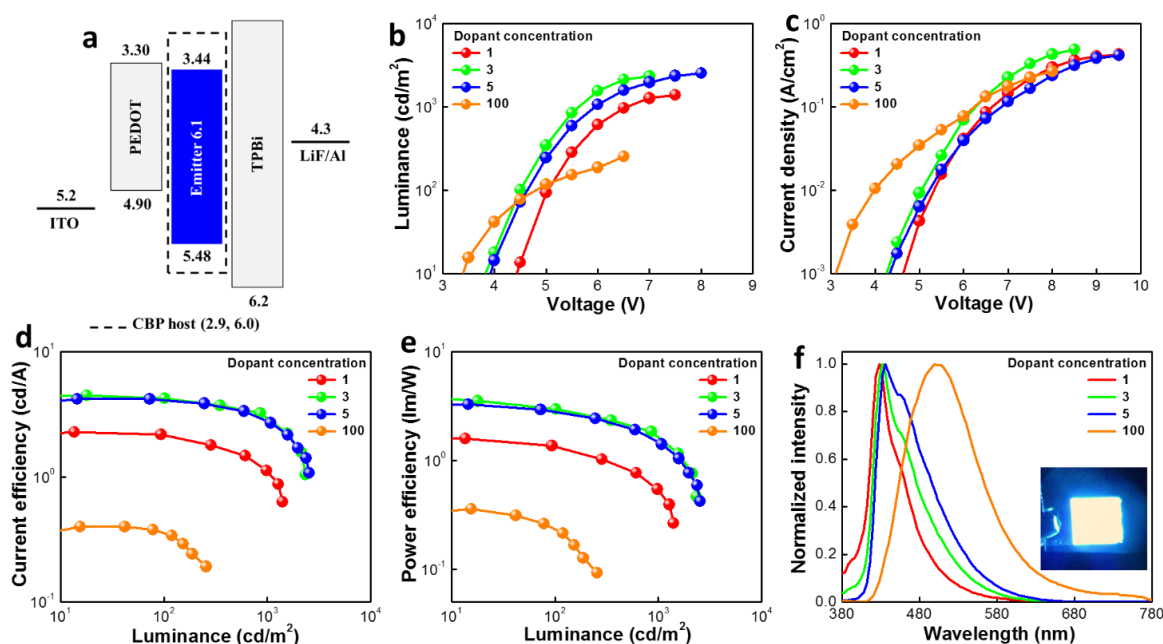 a
3.30
PEDOT
4.90
3.44
Emitter 6.1
5.48
TPBi
6.2
4.3
LiF/Al
5.2
ITO
CBP host (2.9, 6.0)
b
Dopant concentration
1
3
5
100
Luminance (cd/m²)
10³
10²
10¹
3 4 5 6 7 8 9
Voltage (V)
c
Dopant concentration
1
3
5
100
Current density (A/cm²)
10⁰
10⁻¹
10⁻²
10⁻³
3 4 5 6 7 8 9 10
Voltage (V)
d
Dopant concentration
1
3
5
100
Current efficiency (cd/A)
10¹
10⁰
10⁻¹
10¹ 10² 10³ 10⁴
Luminance (cd/m²)
e
Dopant concentration
1
3
5
100
Power efficiency (lm/W)
10¹
10⁰
10⁻¹
10¹ 10² 10³ 10⁴
Luminance (cd/m²)
f
Dopant concentration
1
3
5
100
Normalized intensity
1.0
0.8
0.6
0.4
0.2
0.0
380 480 580 680 780
Wavelength (nm)